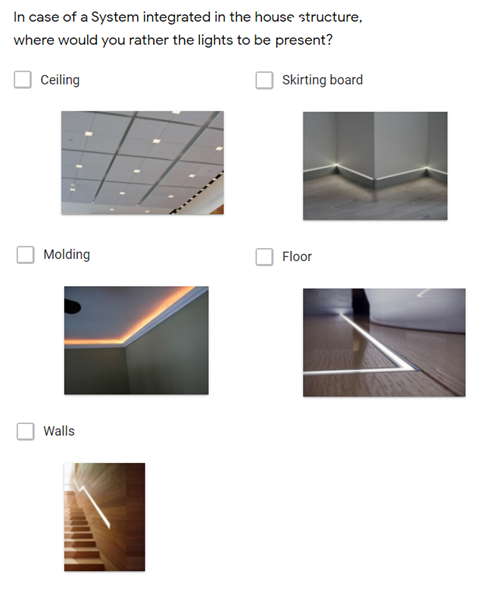 In case of a System integrated in the house structure,
where would you rather the lights to be present?
Ceiling
Skirting board
Molding
Floor
Walls